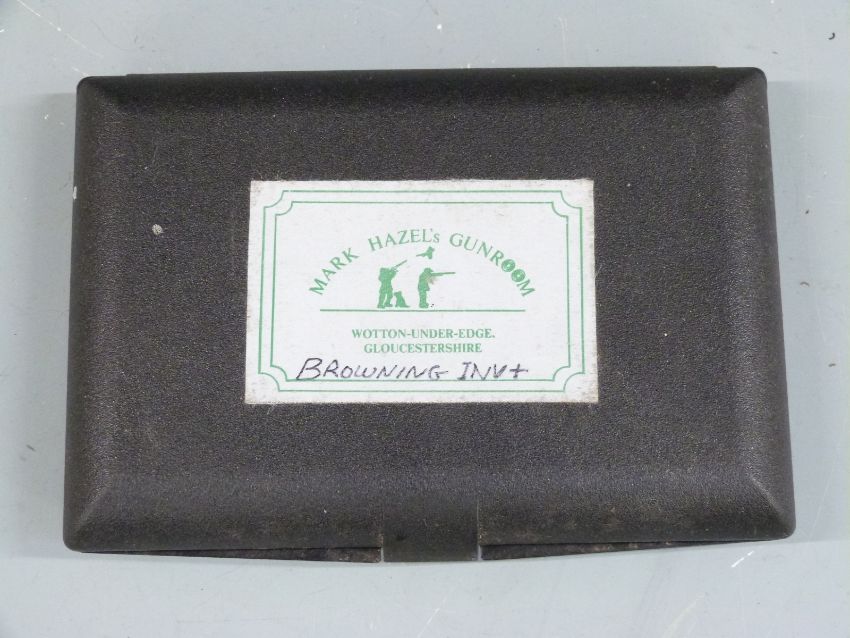 MARK HAZEL's GUNROOM
WOTTON-UNDER-EDGE.
GLOUCESTERSHIRE
BROWNING INV+